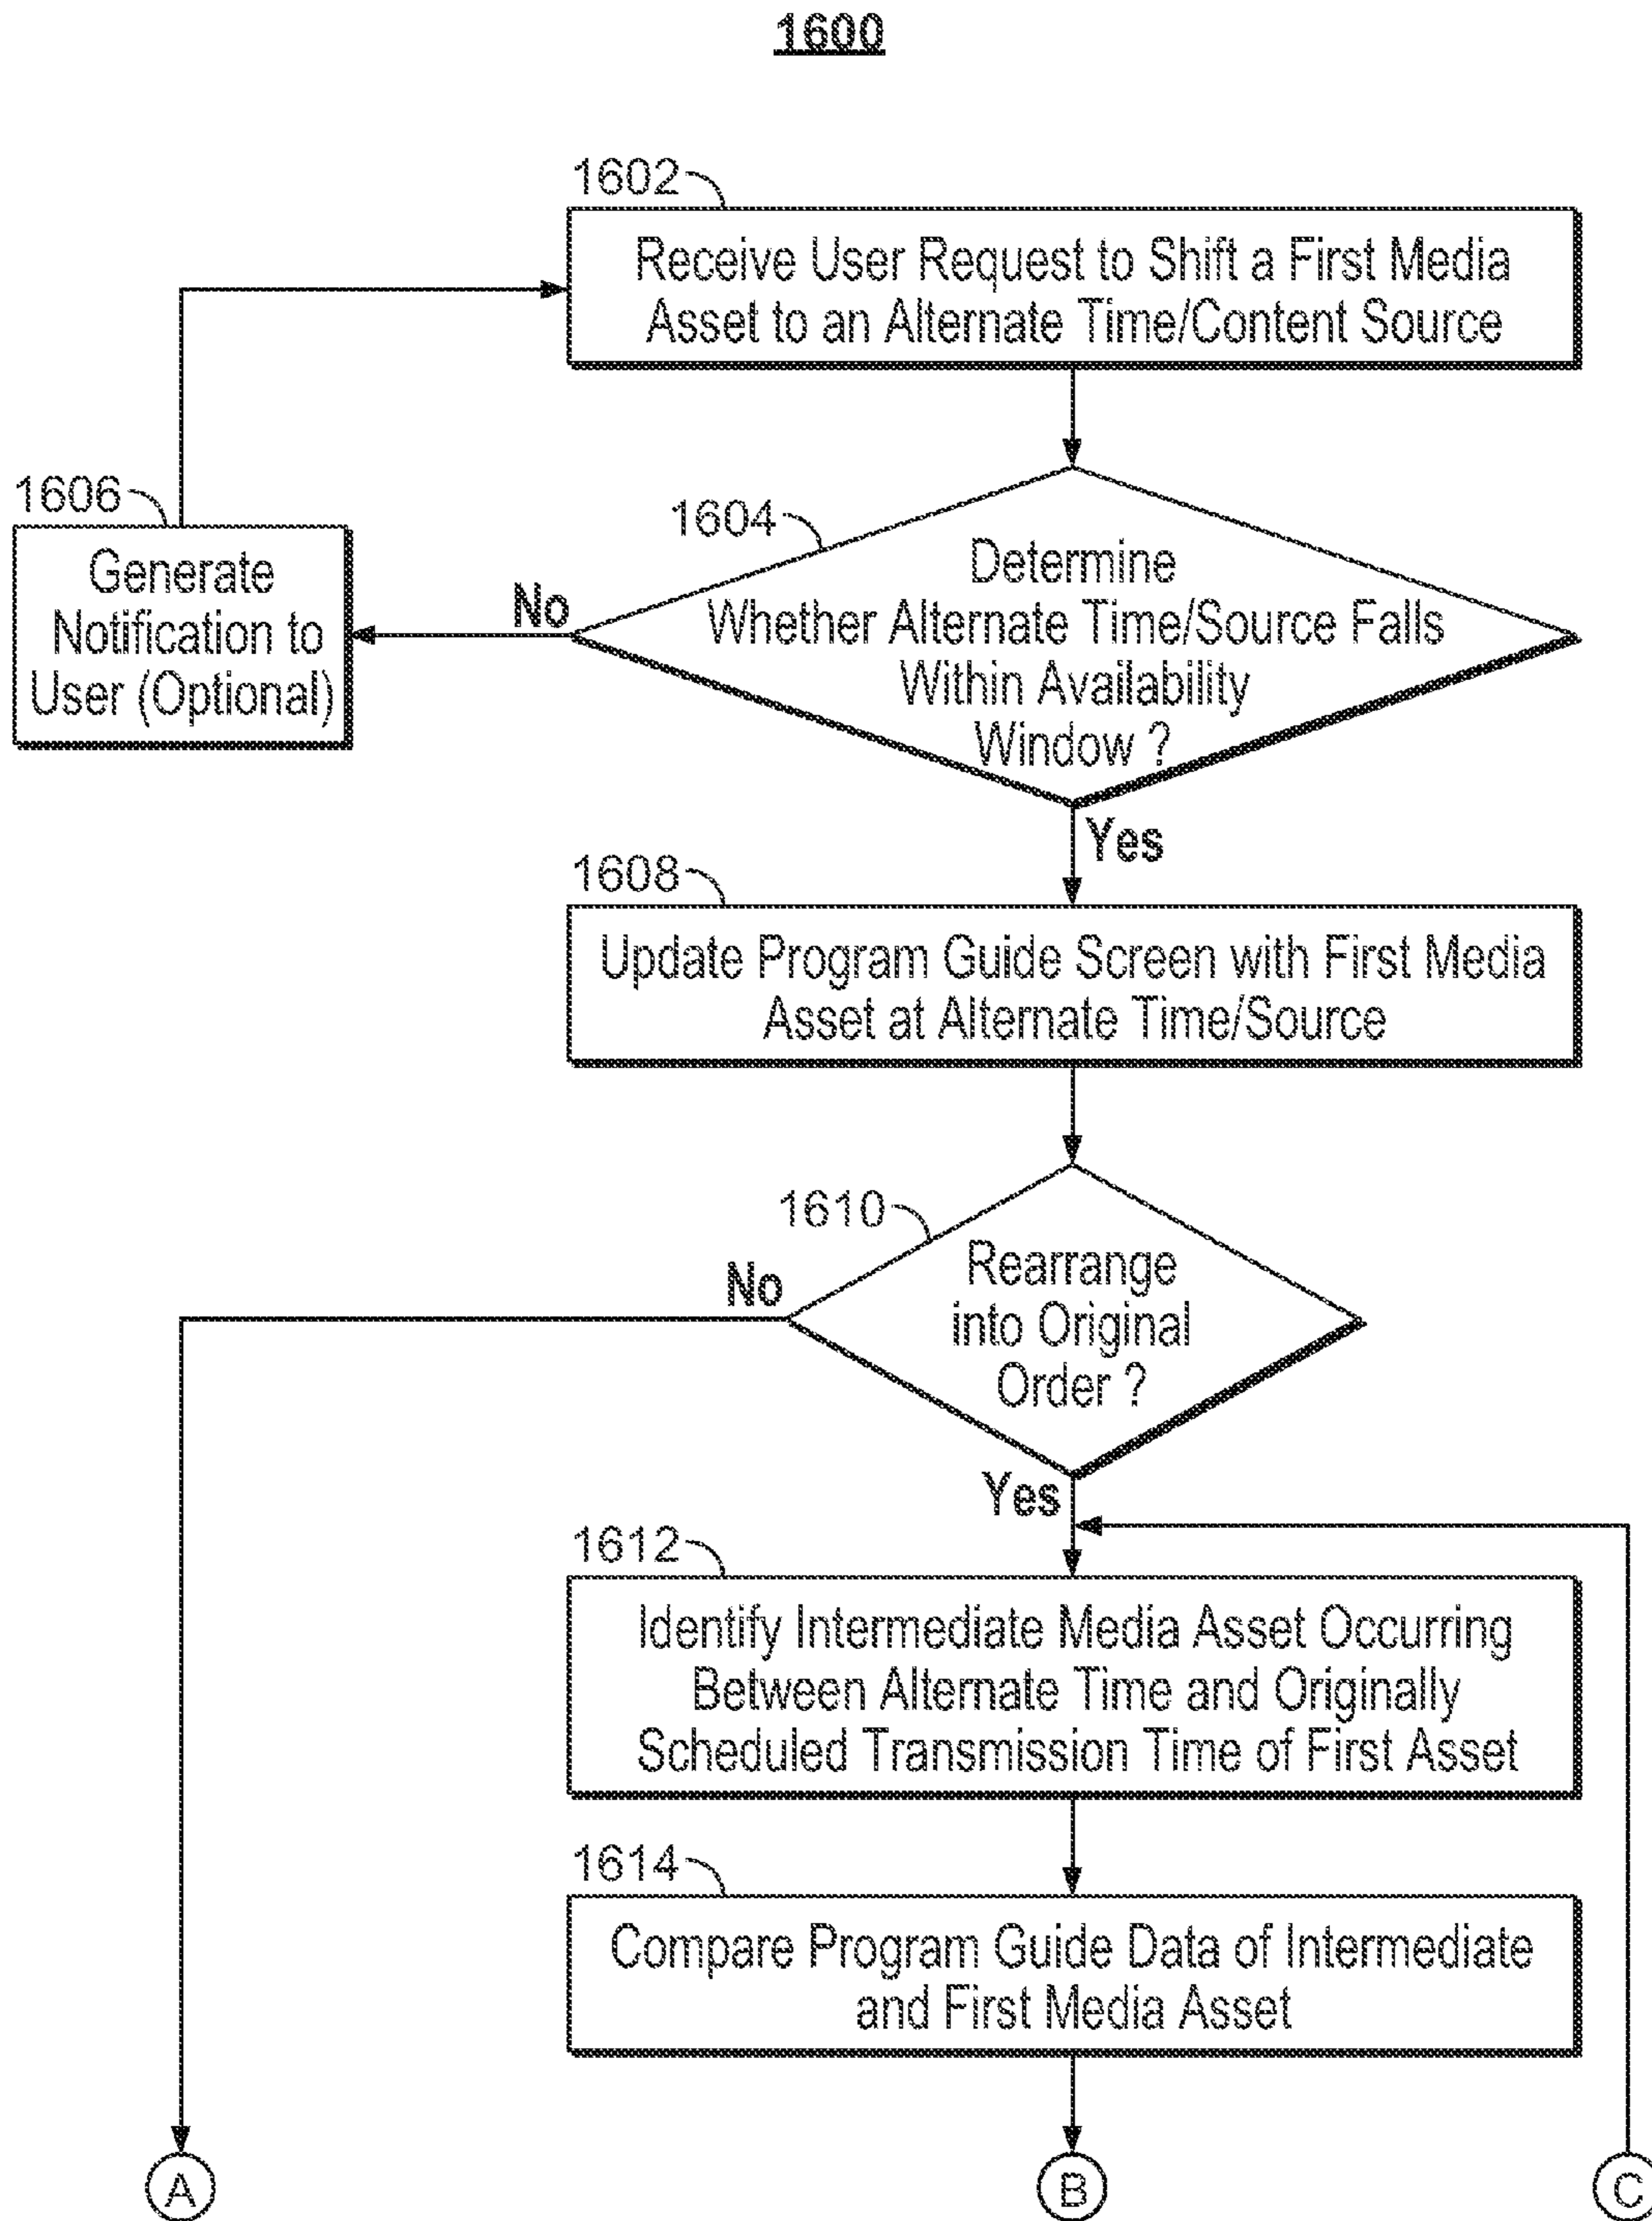 1600
1602
Receive User Request to Shift a First Media
Asset to an Alternate Time/Content Source
1606
Generate
Notification to
User (Optional)
No
1604
Determine
Whether Alternate Time/Source Falls
Within Availability
Window ?
Yes
1608
Update Program Guide Screen with First Media
Asset at Alternate Time/Source
1610
No
Rearrange
into Original
Order ?
Yes
1612
Identify Intermediate Media Asset Occurring
Between Alternate Time and Originally
Scheduled Transmission Time of First Asset
1614
Compare Program Guide Data of Intermediate
and First Media Asset
A
B
C